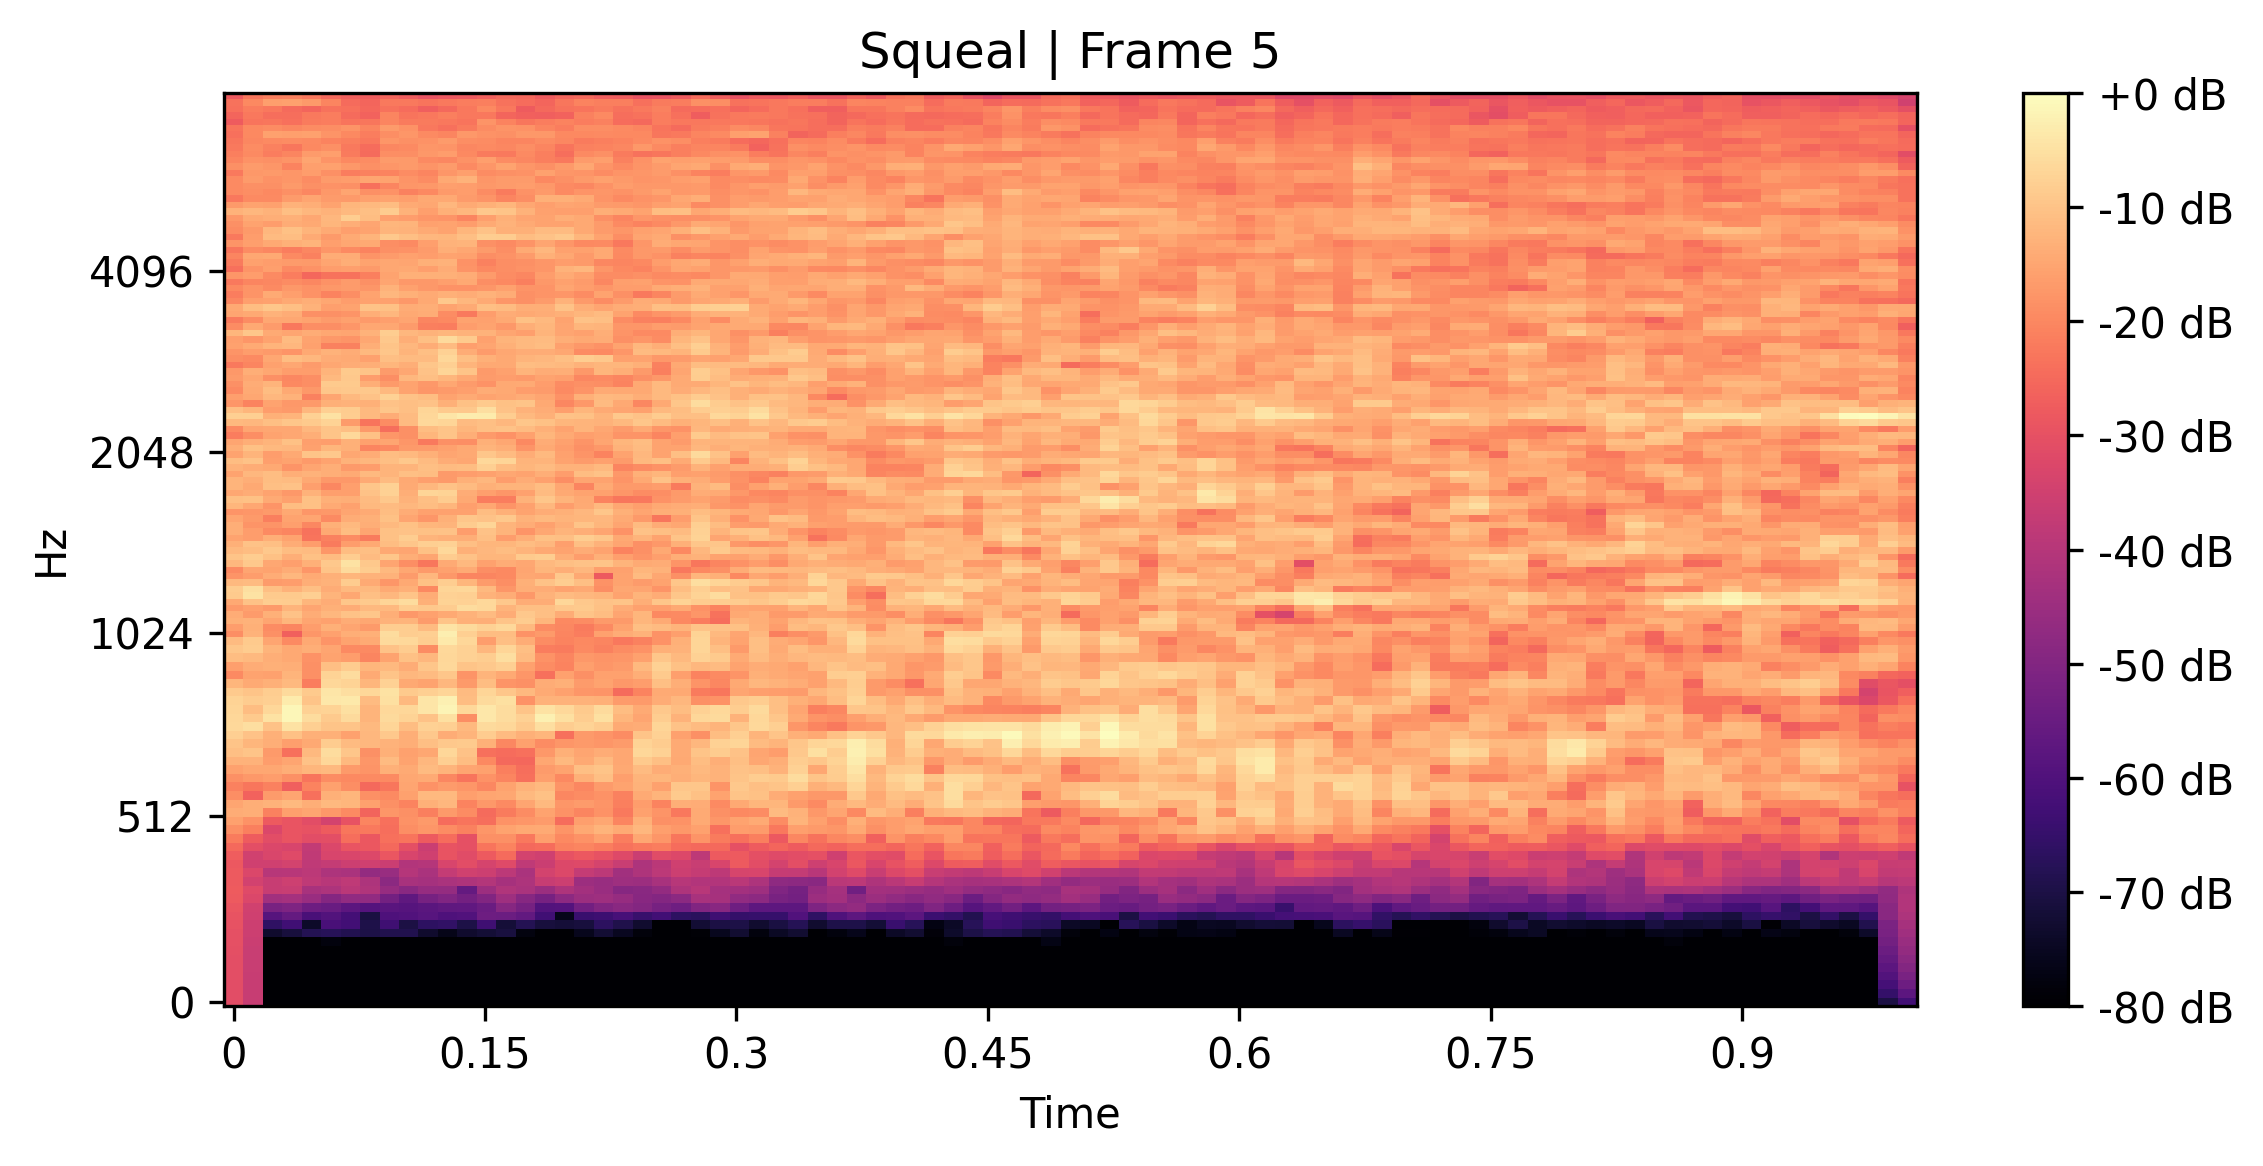 Squeal | Frame 5
+0 dB
-10 dB
-20 dB
-30 dB
-40 dB
-50 dB
-60 dB
-70 dB
-80 dB
4096
2048
1024
512
0
Hz
0 0.15 0.3 0.45 0.6 0.75 0.9
Time